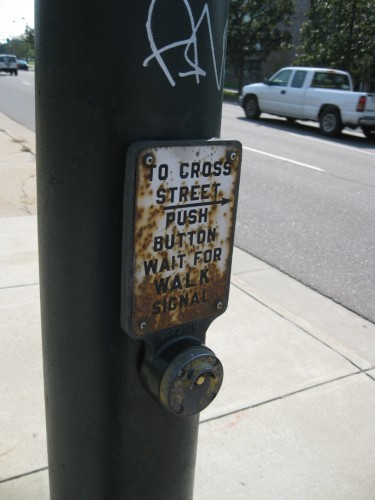 TO CROSS
STREET
PUSH
BUTTON
WAIT FOR
WALK
SIGNAL